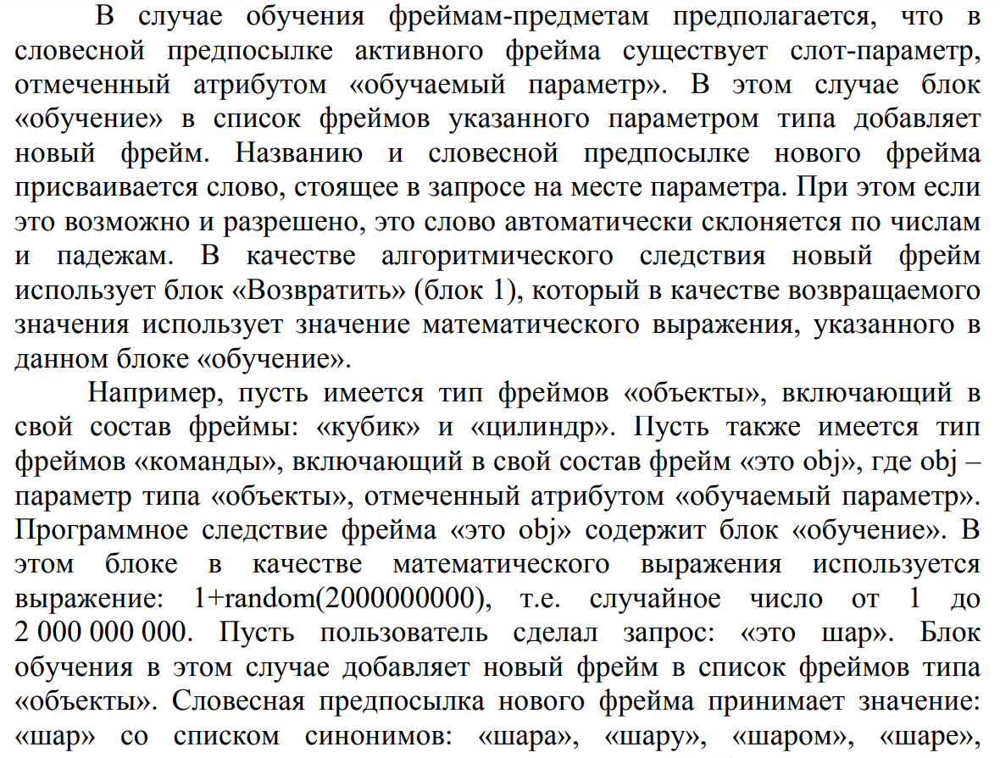 В случае обучения фреймам-предметам предполагается, что в
словесной предпосылке активного фрейма существует слот-параметр,
отмеченный атрибутом «обучаемый параметр». В этом случае блок
«обучение» в список фреймов указанного параметром типа добавляет
новый фрейм. Названию и словесной предпосылке нового фрейма
присваивается слово, стоящее в запросе на месте параметра. При этом если
это возможно и разрешено, это слово автоматически склоняется по числам
и падежам. В качестве алгоритмического следствия новый фрейм
использует блок «Возвратить» (блок 1), который в качестве возвращаемого
значения использует значение математического выражения, указанного в
данном блоке «обучение».
Например, пусть имеется тип фреймов «объекты», включающий в
свой состав фреймы: «кубик» и «цилиндр». Пусть также имеется тип
фреймов «команды», включающий в свой состав фрейм «это obj», где obj –
параметр типа «объекты», отмеченный атрибутом «обучаемый параметр».
Программное следствие фрейма «это obj» содержит блок «обучение». В
этом блоке в качестве математического выражения используется
выражение: 1+random(2000000000), т.е. случайное число от 1 до
2 000 000 000. Пусть пользователь сделал запрос: «это шар». Блок
обучения в этом случае добавляет новый фрейм в список фреймов типа
«объекты». Словесная предпосылка нового фрейма принимает значение:
«шар» со списком синонимов: «шара», «шару», «шаром», «шаре»,